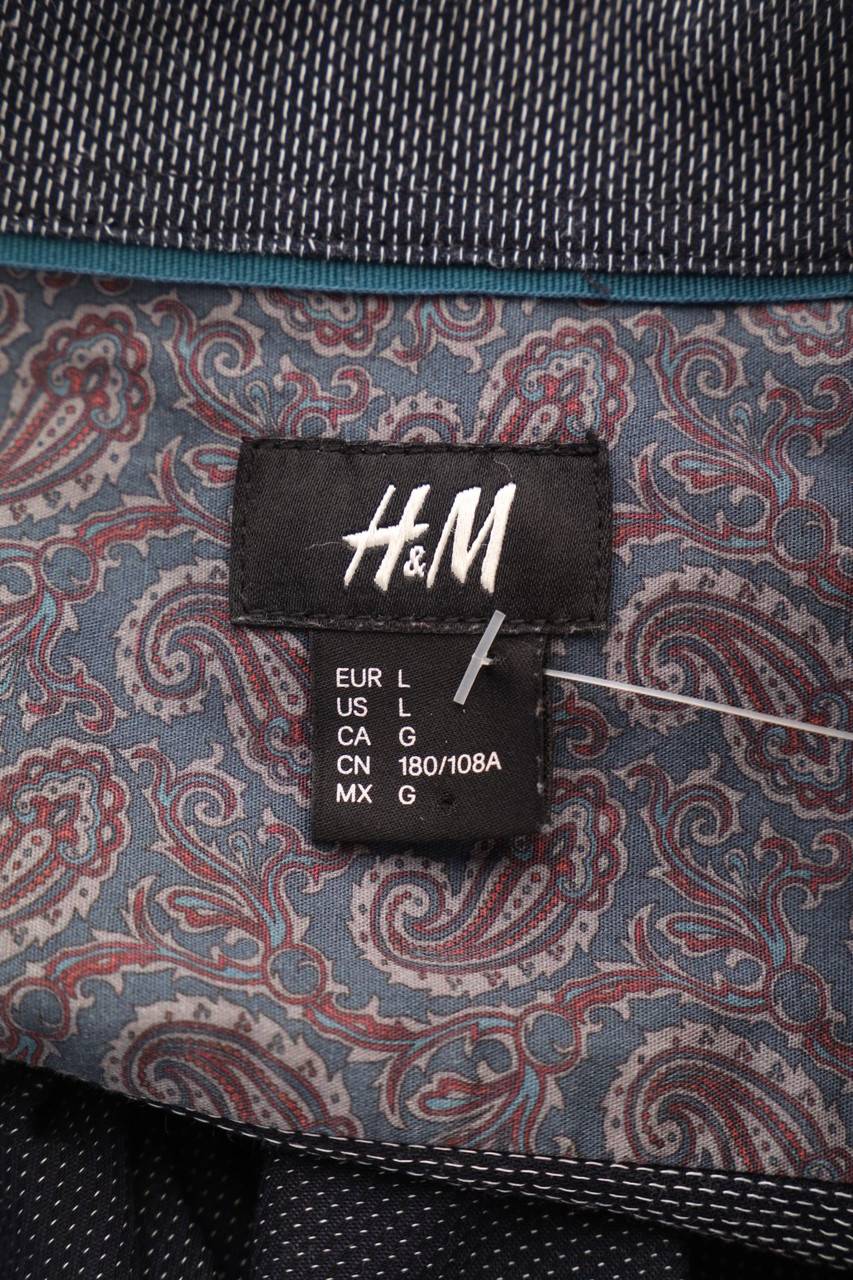 H&M
EUR L
US L
CA G
CN 180/108A
MX G